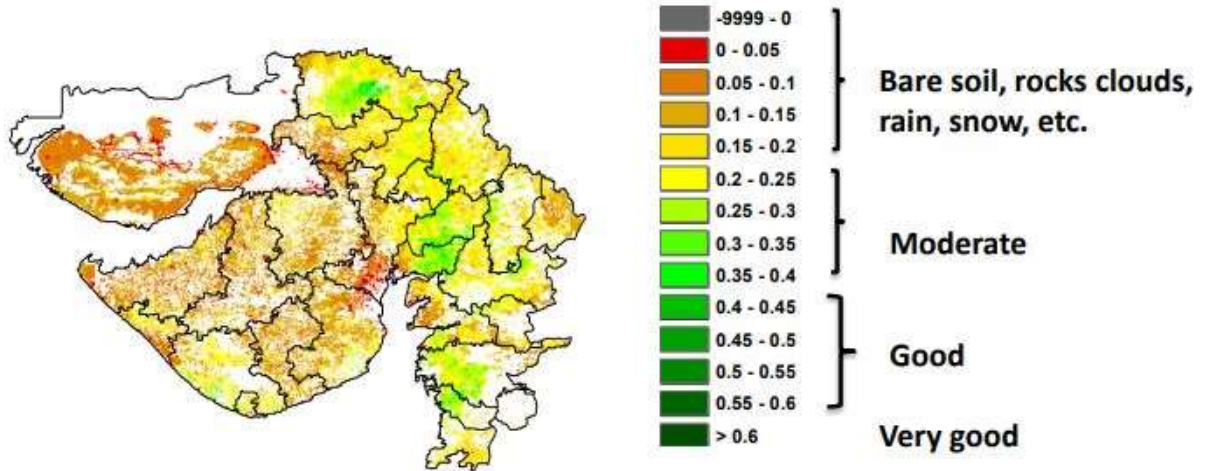 -9999 - 0
0 - 0.05
0.05 - 0.1
0.1 - 0.15
0.15 - 0.2
0.2 - 0.25
0.25 - 0.3
0.3 - 0.35
0.35 - 0.4
0.4 - 0.45
0.45 - 0.5
0.5 - 0.55
0.55 - 0.6
> 0.6
Bare soil, rocks clouds,
rain, snow, etc.
Moderate
Good
Very good